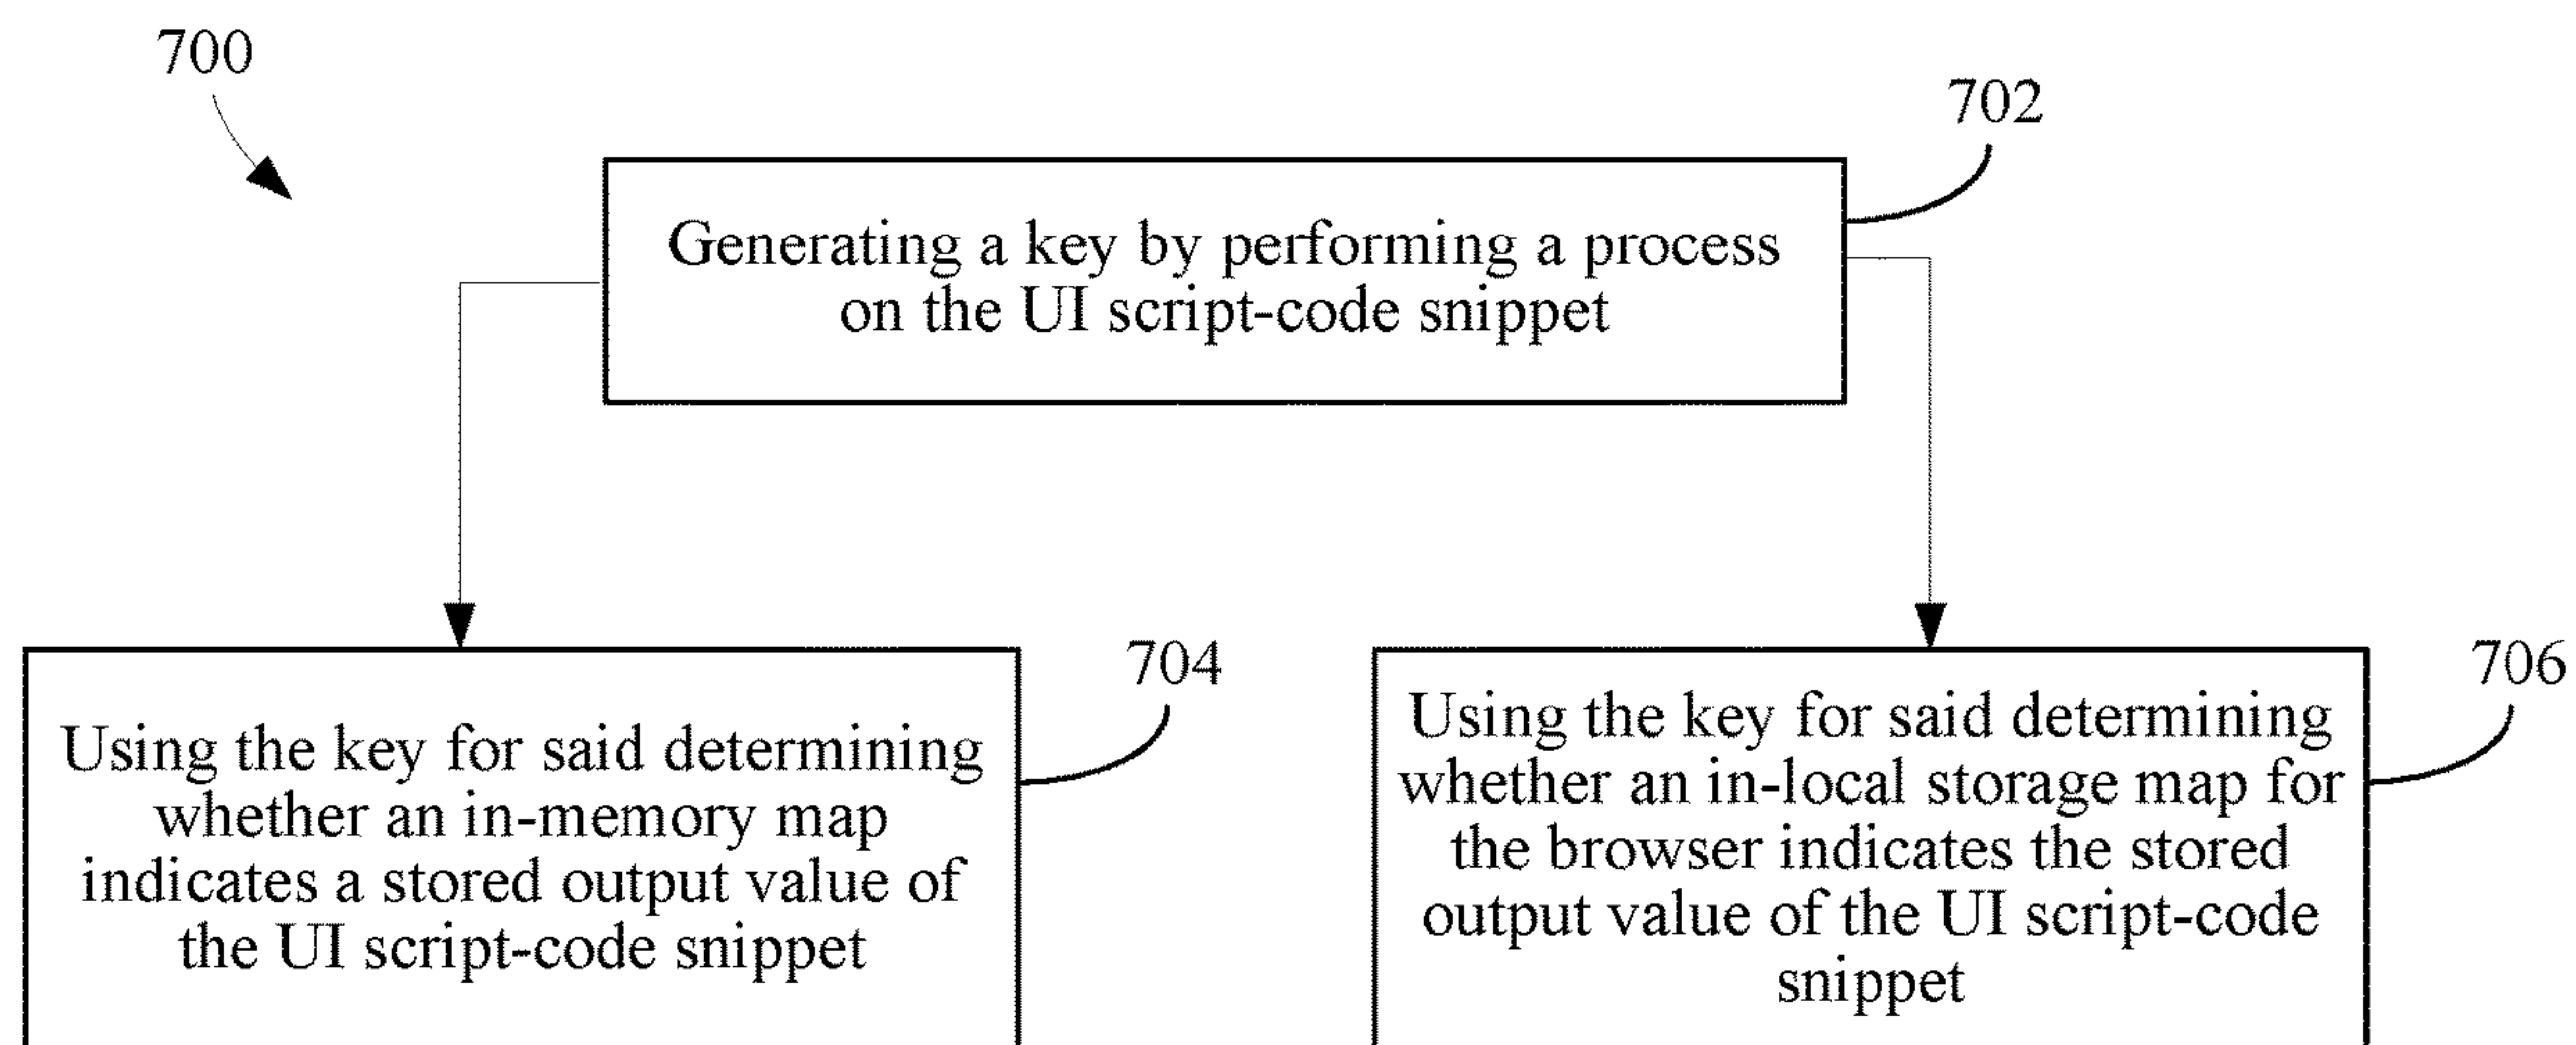 700
702
Generating a key by performing a process
on the UI script-code snippet
704
Using the key for said determining
whether an in-memory map
indicates a stored output value of
the UI script-code snippet
706
Using the key for said determining
whether an in-local storage map for
the browser indicates the stored
output value of the UI script-code
snippet